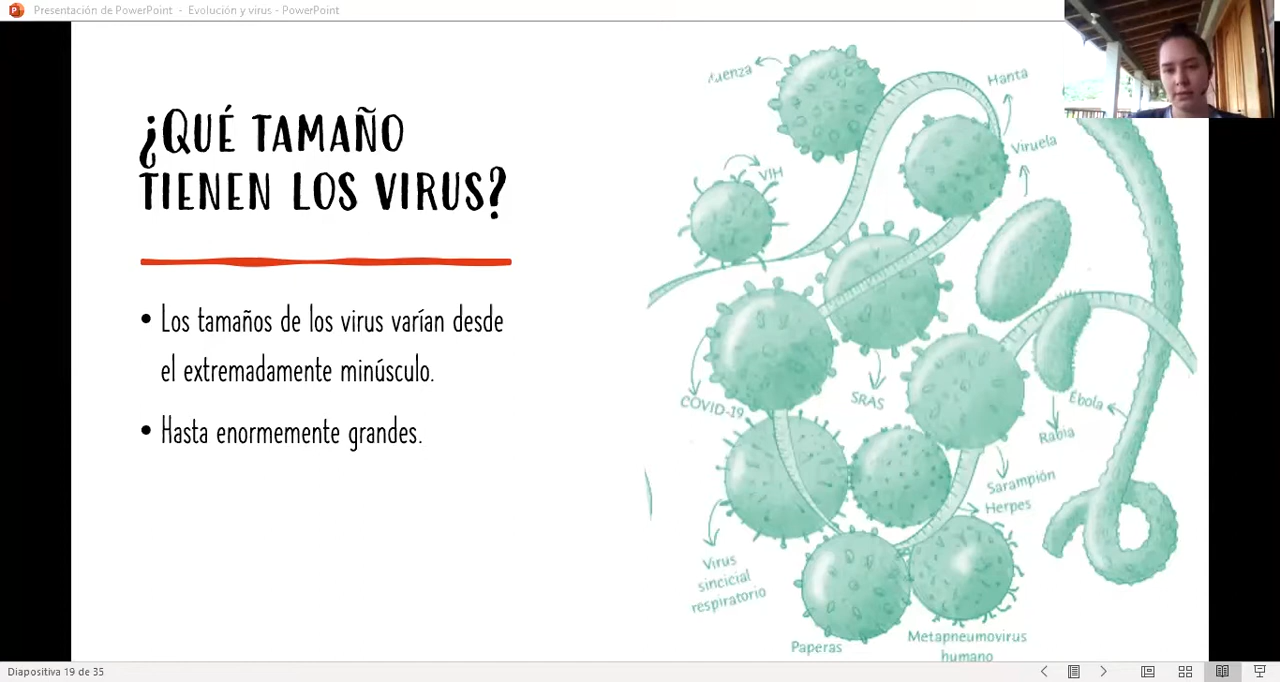 Presentación de PowerPoint - Evolución y virus - PowerPoint
¿QUÉ TAMAÑO
TIENEN LOS VIRUS?
• Los tamaños de los virus varían desde
el extremadamente minúsculo.
• Hasta enormemente grandes.
Hanta
Viruela
VIH
COVID-19
SRAS
Ébola
Rabia
Sarampión
Herpes
Virus
sincicial
respiratorio
Paperas
Metapneumovirus
humano
Diapositiva 19 de 35